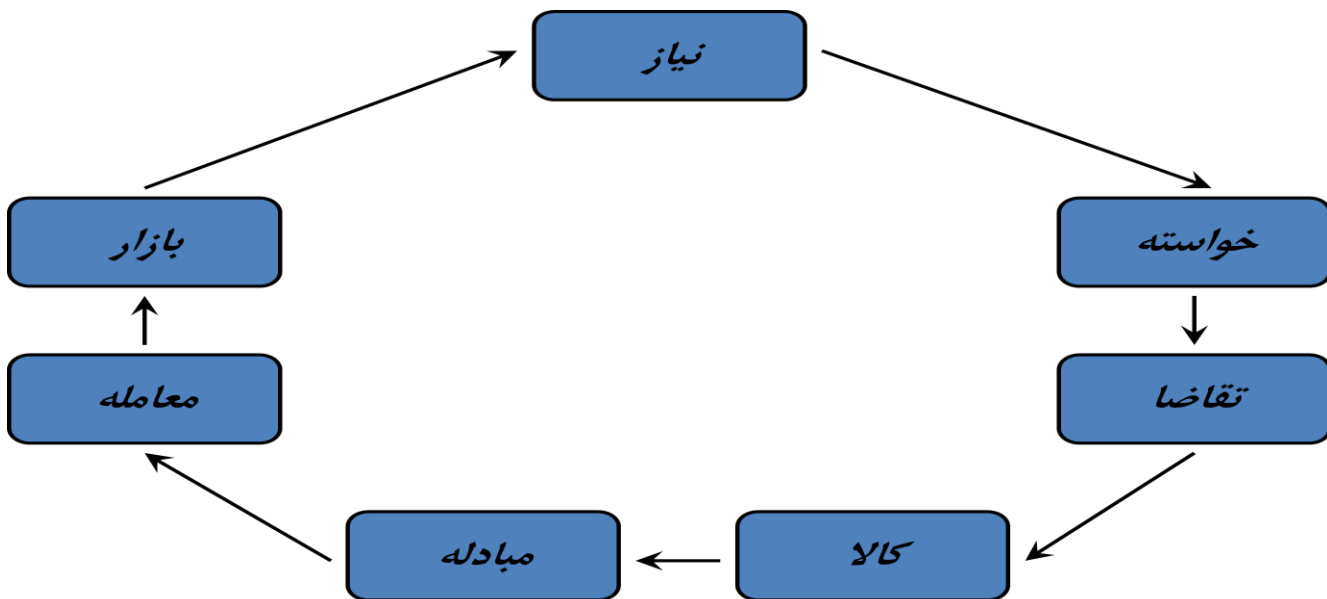 نیاز
خواسته
تقاضا
کالا
مبادله
معامله
بازار